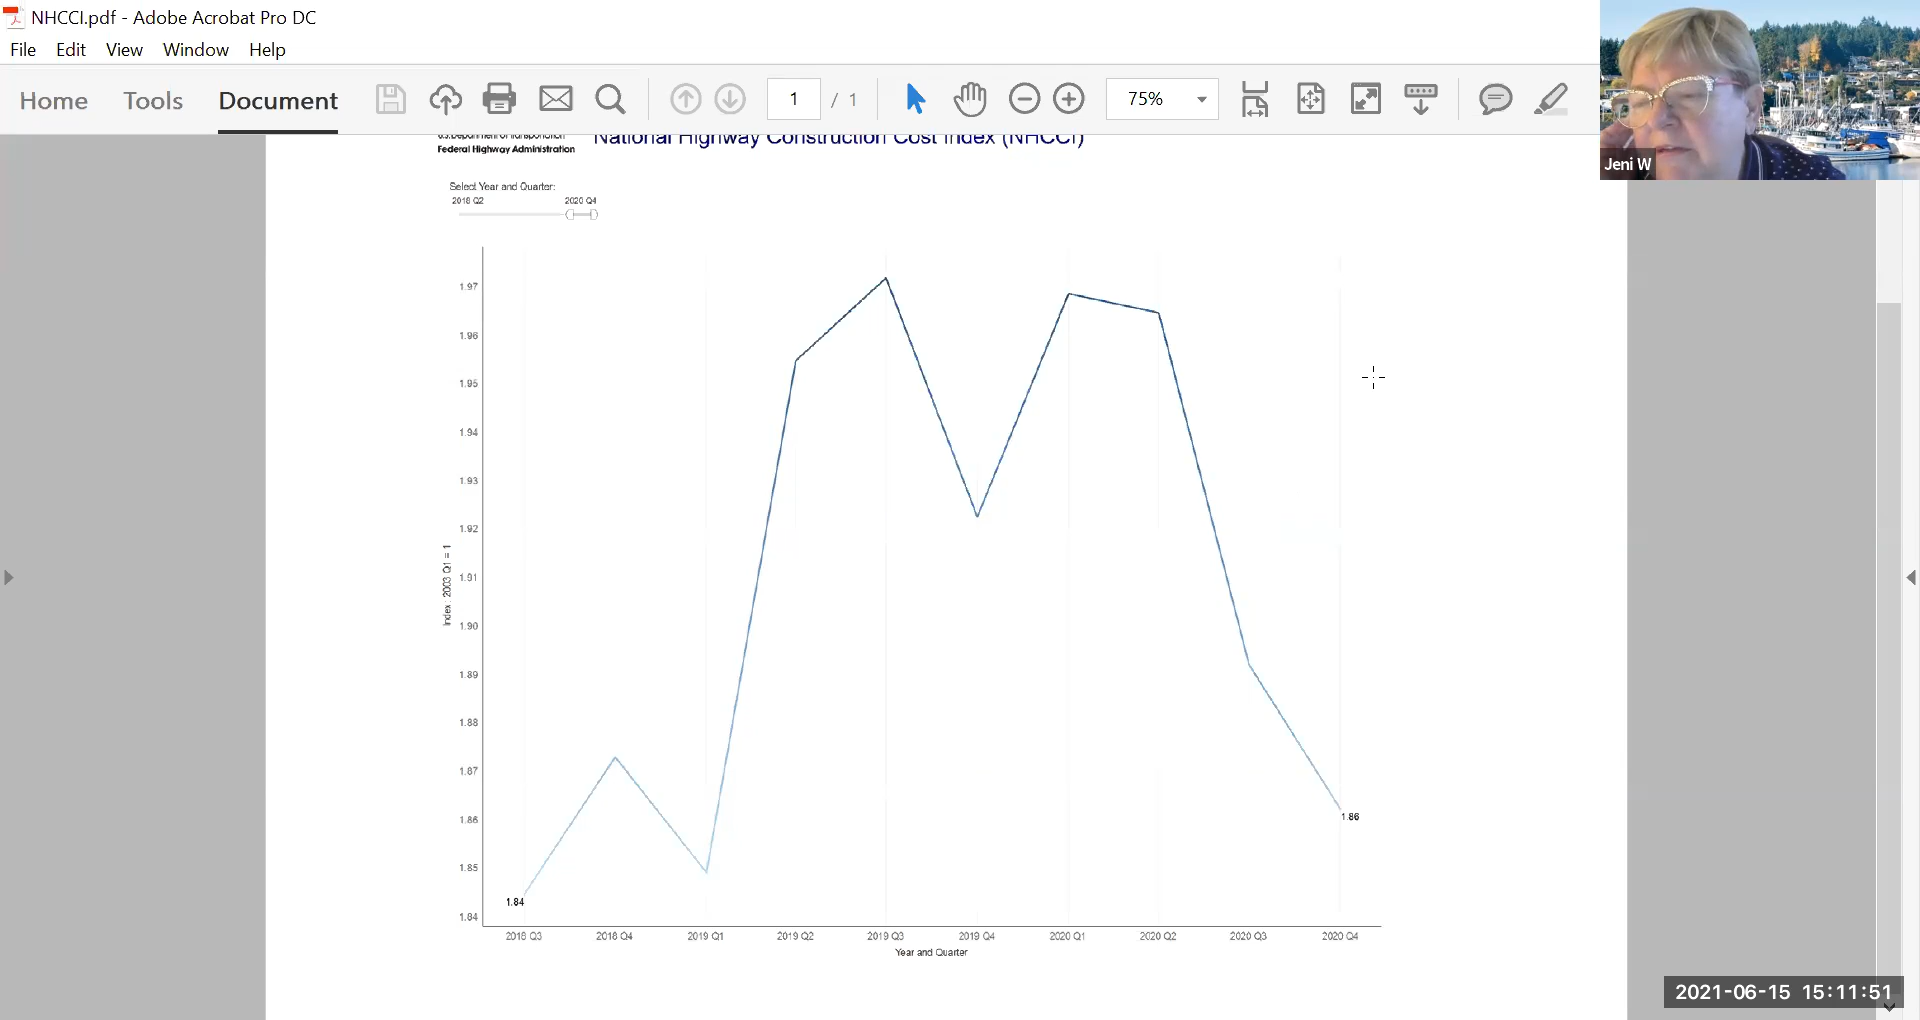 NHCCI.pdf - Adobe Acrobat Pro DC
File Edit View Window Help
Home Tools Document 1 / 1 75%
Jeni W
U.S. Department of Transportation
Federal Highway Administration
National Highway Construction Cost Index (NHCCI)
Select Year and Quarter:
2018 Q2 2020 Q4
1.97
1.96
1.95
1.94
1.93
1.92
1.91
1.90
1.89
1.88
1.87
1.86
1.85
1.84
Index: 2003 Q1 = 1
1.84
1.86
2018 Q3 2018 Q4 2019 Q1 2019 Q2 2019 Q3 2019 Q4 2020 Q1 2020 Q2 2020 Q3 2020 Q4
Year and Quarter
2021-06-15 15:11:51